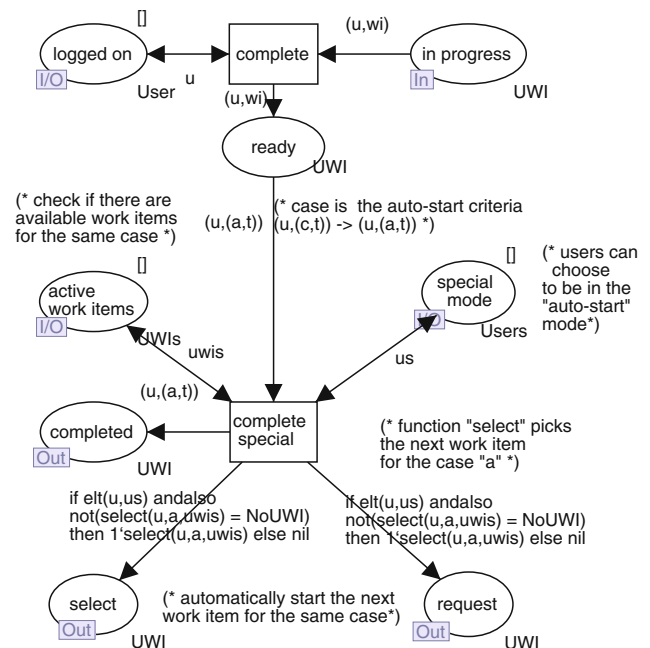 []
logged on
I/O
User
u
complete
(u,wi)
in progress
In
UWI
(u,wi)
ready
UWI
(* check if there are
available work items
for the same case *)
(u,(a,t))
(* case is the auto-start criteria
(u,(c,t)) -> (u,(a,t)) *)
[]
active
work items
I/O
UWIs
uwis
[]
special
mode
I/O
Users
us
(* users can
choose
to be in the
"auto-start"
mode*)
(u,(a,t))
completed
Out
UWI
complete
special
(* function "select" picks
the next work item
for the case "a" *)
if elt(u,us) andalso
not(select(u,a,uwis) = NoUWI)
then 1‘select(u,a,uwis) else nil
if elt(u,us) andalso
not(select(u,a,uwis) = NoUWI)
then 1‘select(u,a,uwis) else nil
select
Out
UWI
(* automatically start the next
work item for the same case*)
request
Out
UWI